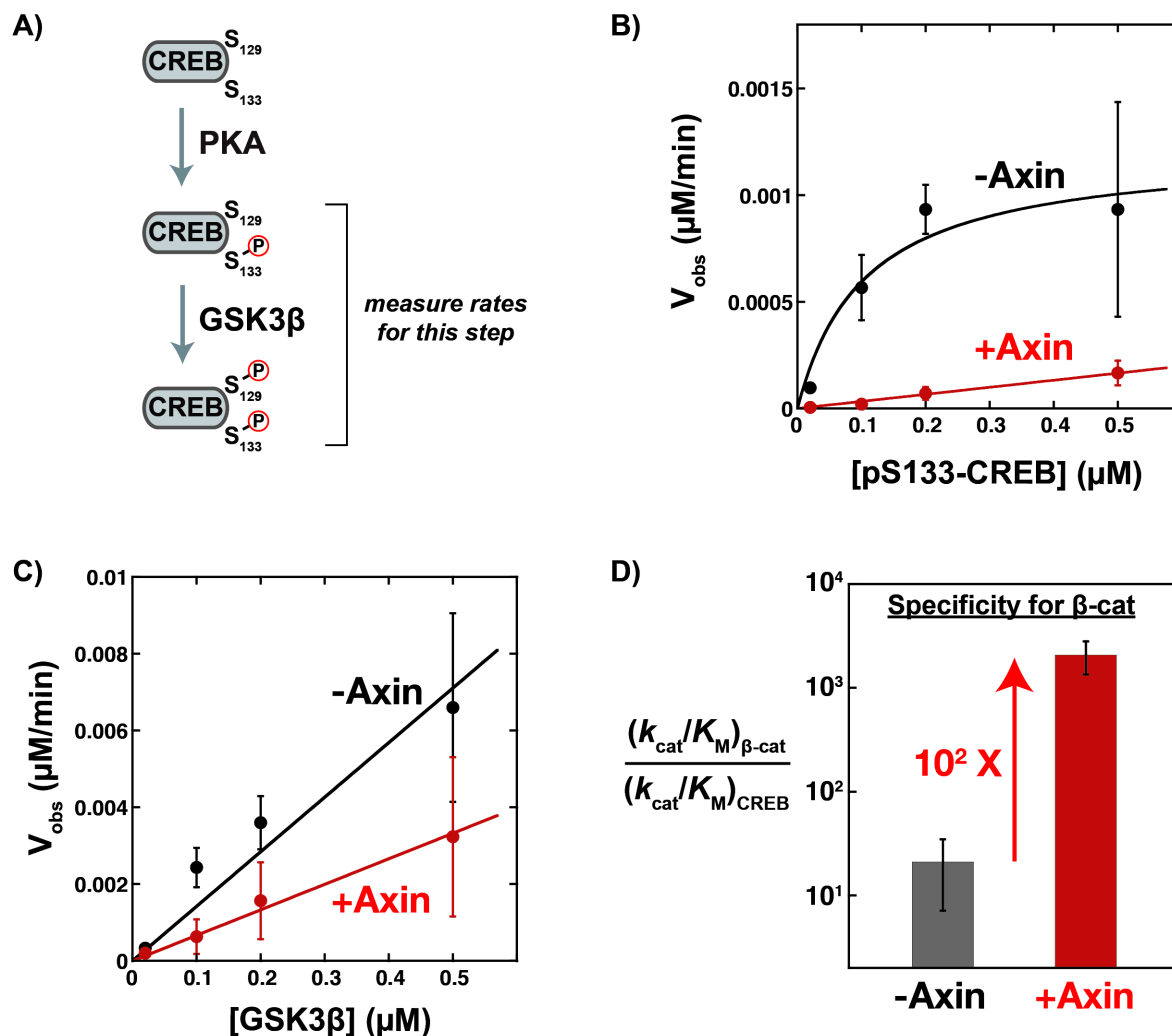 A)
CREB
S129
S133
PKA
CREB
S129
S133
P
GSK3β
measure rates
for this step
CREB
S129
P
S133
P
B)
Vobs (µM/min)
0.0015
0.001
0.0005
0
-Axin
+Axin
0 0.1 0.2 0.3 0.4 0.5
[pS133-CREB] (µM)
C)
Vobs (µM/min)
0.01
0.008
0.006
0.004
0.002
0
-Axin
+Axin
0 0.1 0.2 0.3 0.4 0.5
[GSK3β] (µM)
D)
(kcat/KM)β-cat
(kcat/KM)CREB
10⁴
10³
10²
10¹
Specificity for β-cat
10² X
-Axin +Axin